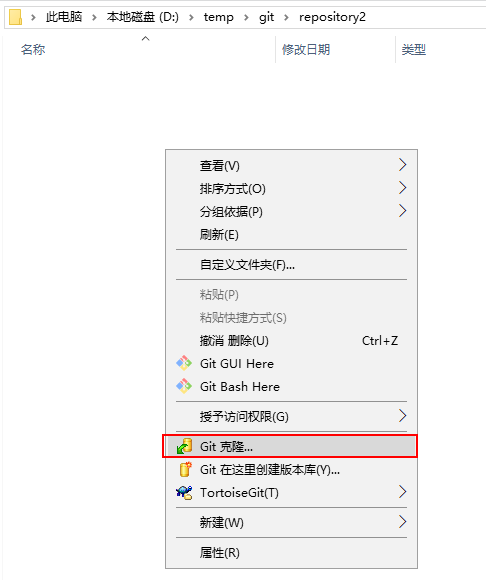 此电脑 > 本地磁盘 (D:) > temp > git > repository2
名称 修改日期 类型
查看(V)
排序方式(O)
分组依据(P)
刷新(E)
自定义文件夹(F)...
粘贴(P)
粘贴快捷方式(S)
撤消 删除(U) Ctrl+Z
Git GUI Here
Git Bash Here
授予访问权限(G)
Git 克隆...
Git 在这里创建版本库(Y)...
TortoiseGit(T)
新建(W)
属性(R)